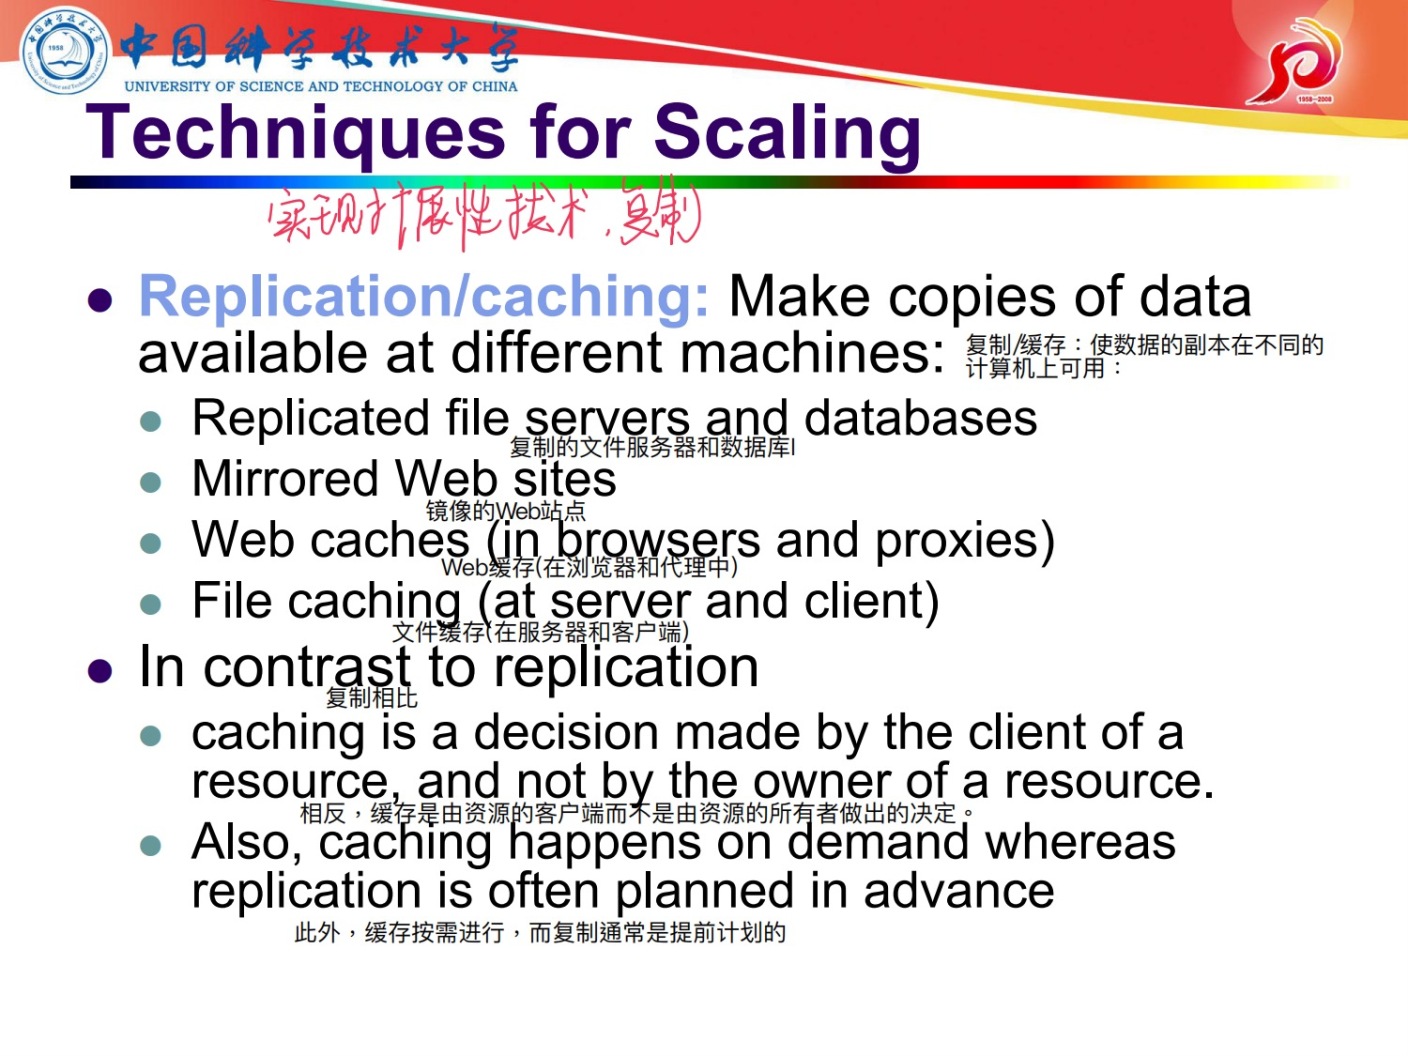 中国科学技术大学
UNIVERSITY OF SCIENCE AND TECHNOLOGY OF CHINA
1958
1958—2008
Techniques for Scaling
实现扩展性技术，复制
Replication/caching: Make copies of data
available at different machines:
复制/缓存：使数据的副本在不同的
计算机上可用：
Replicated file servers and databases
复制的文件服务器和数据库l
Mirrored Web sites
镜像的Web站点
Web caches (in browsers and proxies)
Web缓存(在浏览器和代理中)
File caching (at server and client)
文件缓存(在服务器和客户端)
In contrast to replication
复制相比
caching is a decision made by the client of a
resource, and not by the owner of a resource.
相反，缓存是由资源的客户端而不是由资源的所有者做出的决定。
Also, caching happens on demand whereas
replication is often planned in advance
此外，缓存按需进行，而复制通常是提前计划的